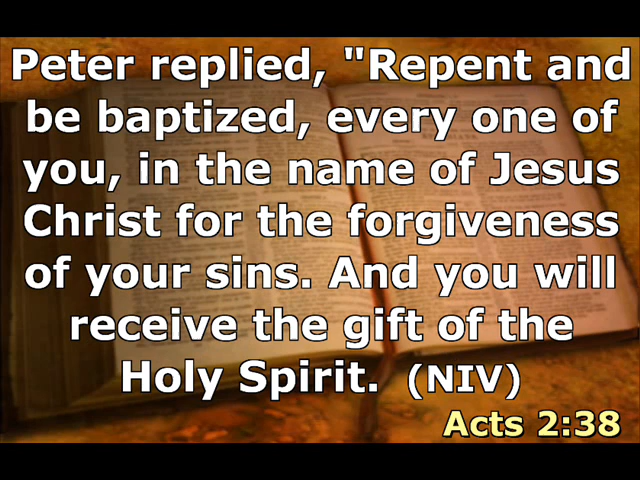 Peter replied, "Repent and
be baptized, every one of
you, in the name of Jesus
Christ for the forgiveness
of your sins. And you will
receive the gift of the
Holy Spirit. (NIV)
Acts 2:38